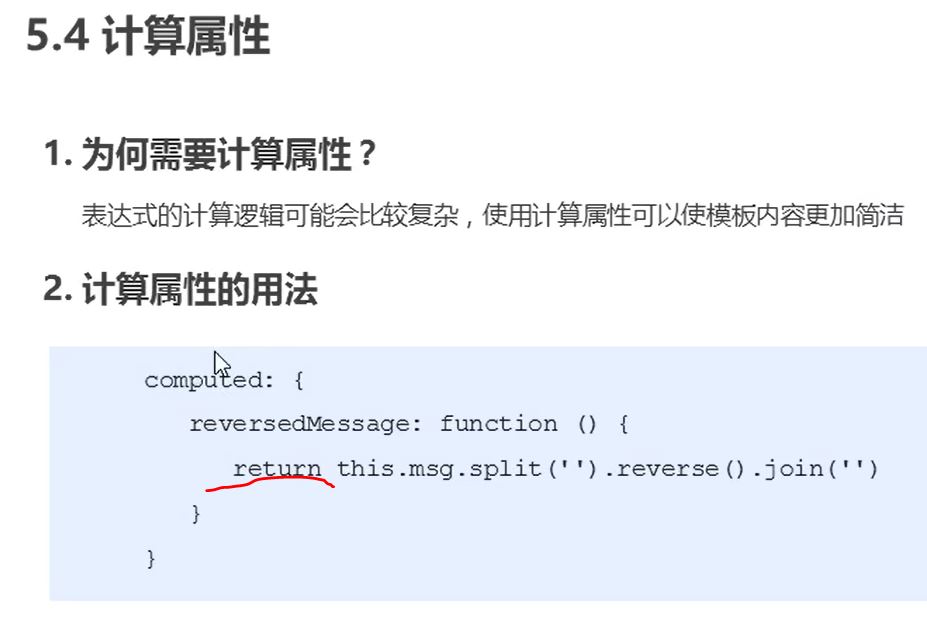 5.4 计算属性
1. 为何需要计算属性？
表达式的计算逻辑可能会比较复杂，使用计算属性可以使模板内容更加简洁
2. 计算属性的用法
computed: {
reversedMessage: function () {
return this.msg.split('').reverse().join('')
}
}